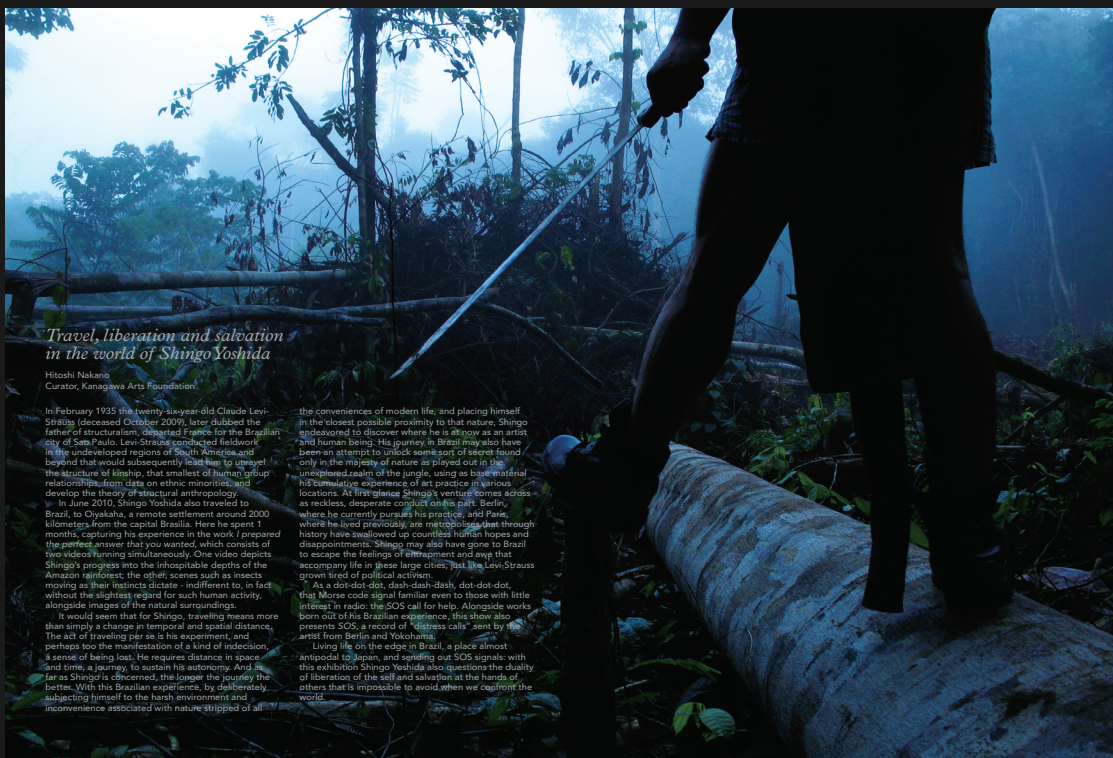 Travel, liberation and salvation
in the world of Shingo Yoshida
Hitoshi Nakano
Curator, Kanagawa Arts Foundation
In February 1935 the twenty-six-year-old Claude Levi-
Strauss (deceased October 2009), later dubbed the
father of structuralism, departed France for the Brazilian
city of Sao Paulo. Levi-Strauss conducted fieldwork
in the undeveloped regions of South America and
beyond that would subsequently lead him to unravel
the structure of kinship, that smallest of human group
relationships, from data on ethnic minorities, and
develop the theory of structural anthropology.
In June 2010, Shingo Yoshida also traveled to
Brazil, to Oiyakaha, a remote settlement around 2000
kilometers from the capital Brasilia. Here he spent 1
months, capturing his experience in the work I prepared
the perfect answer that you wanted, which consists of
two videos running simultaneously. One video depicts
Shingo's progress into the inhospitable depths of the
Amazon rainforest; the other, scenes such as insects
moving as their instincts dictate - indifferent to, in fact
without the slightest regard for such human activity,
alongside images of the natural surroundings.
It would seem that for Shingo, traveling means more
than simply a change in temporal and spatial distance.
The act of traveling per se is his experiment, and
perhaps too the manifestation of a kind of indecision,
a sense of being lost. He requires distance in space
and time, a journey, to sustain his autonomy. And as
far as Shingo is concerned, the longer the journey the
better. With this Brazilian experience, by deliberately
subjecting himself to the harsh environment and
inconvenience associated with nature stripped of all
the conveniences of modern life, and placing himself
in the closest possible proximity to that nature, Shingo
endeavored to discover where he is at now as an artist
and human being. His journey in Brazil may also have
been an attempt to unlock some sort of secret found
only in the majesty of nature as played out in the
unexplored realm of the jungle, using as base material
his cumulative experience of art practice in various
locations. At first glance Shingo's venture comes across
as reckless, desperate conduct on his part. Berlin,
where he currently pursues his practice, and Paris,
where he lived previously, are metropolises that through
history have swallowed up countless human hopes and
disappointments. Shingo may also have gone to Brazil
to escape the feelings of entrapment and awe that
accompany life in these large cities; just like Levi-Strauss
grown tired of political activism.
As a dot-dot-dot, dash-dash-dash, dot-dot-dot,
that Morse code signal familiar even to those with little
interest in radio: the SOS call for help. Alongside works
born out of his Brazilian experience, this show also
presents SOS, a record of "distress calls" sent by the
artist from Berlin and Yokohama.
Living life on the edge in Brazil, a place almost
antipodal to Japan, and sending out SOS signals: with
this exhibition Shingo Yoshida also questions the duality
of liberation of the self and salvation at the hands of
others that is impossible to avoid when we confront the
world.